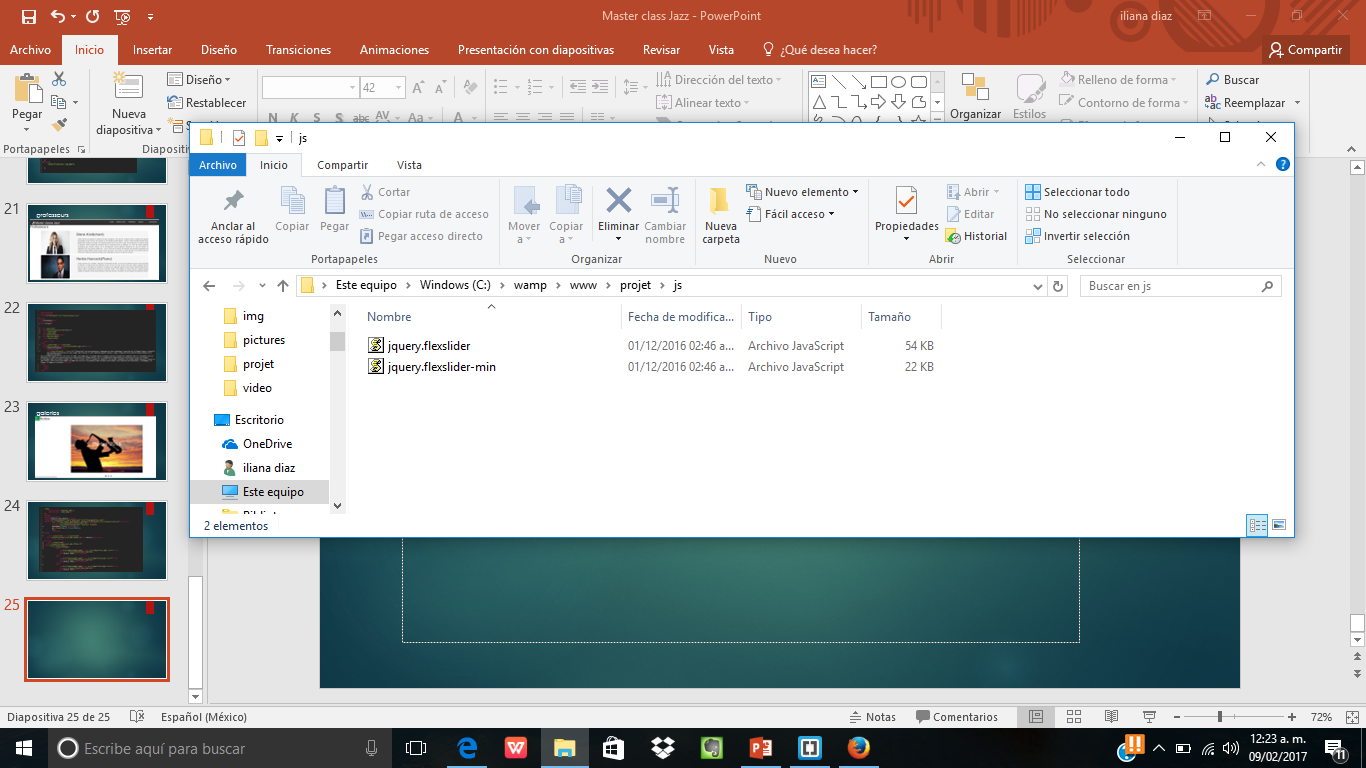 Master class Jazz - PowerPoint
iliana diaz
Archivo Inicio Insertar Diseño Transiciones Animaciones Presentación con diapositivas Revisar Vista ¿Qué desea hacer? Compartir
Pegar
Nueva diapositiva
Diseño
Restablecer
42
N K S S abc AV Aa A
Dirección del texto
Alinear texto
Organizar
Estilos
Relleno de forma
Contorno de forma
Buscar
Reemplazar
Portapapeles
js
Archivo Inicio Compartir Vista
Anclar al acceso rápido
Copiar
Pegar
Cortar
Copiar ruta de acceso
Pegar acceso directo
Mover a
Copiar a
Eliminar
Cambiar nombre
Nueva carpeta
Nuevo elemento
Fácil acceso
Propiedades
Abrir
Editar
Historial
Seleccionar todo
No seleccionar ninguno
Invertir selección
Portapapeles Organizar Nuevo Abrir Seleccionar
Este equipo Windows (C:) wamp www projet js
Buscar en js
img
pictures
projet
video
Escritorio
OneDrive
iliana diaz
Este equipo
Nombre Fecha de modifica... Tipo Tamaño
jquery.flexslider 01/12/2016 02:46 a... Archivo JavaScript 54 KB
jquery.flexslider-min 01/12/2016 02:46 a... Archivo JavaScript 22 KB
2 elementos
21
22
23
24
25
Diapositiva 25 de 25 Español (México) Notas Comentarios 72%
Escribe aquí para buscar
12:23 a. m.
09/02/2017
11